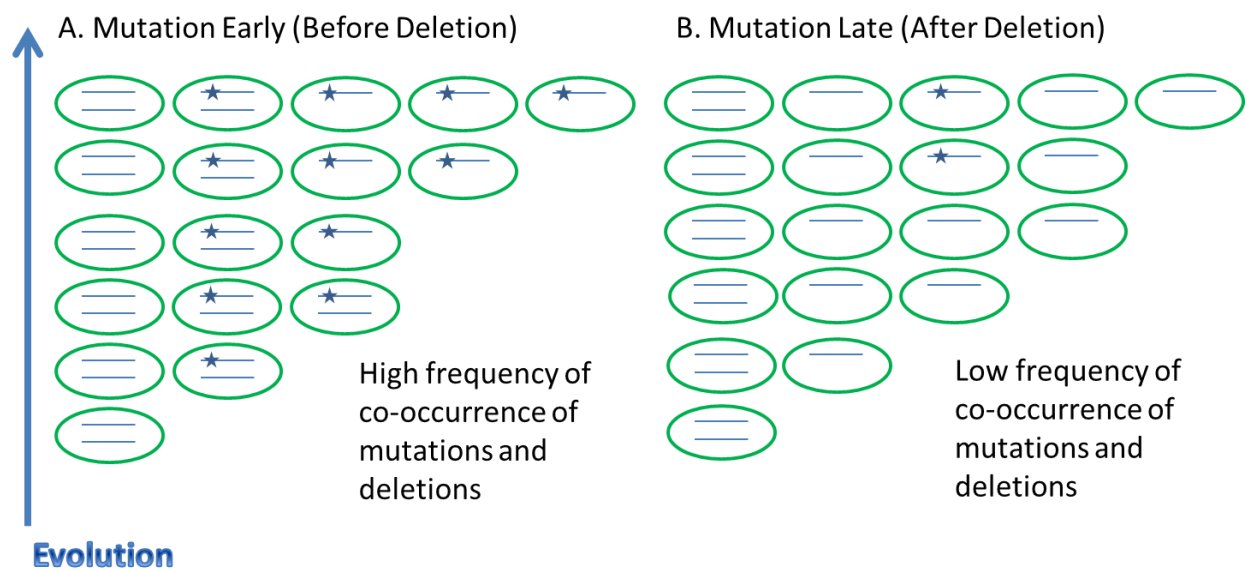 A. Mutation Early (Before Deletion)
B. Mutation Late (After Deletion)
High frequency of
co-occurrence of
mutations and
deletions
Low frequency of
co-occurrence of
mutations and
deletions
Evolution